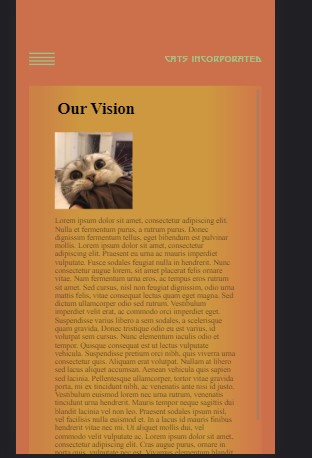 CATS INCORPORATED
Our Vision
Lorem ipsum dolor sit amet, consectetur adipiscing elit.
Nulla et fermentum purus, a rutrum purus. Donec
dignissim fermentum tellus, eget bibendum est pulvinar
mollis. Lorem ipsum dolor sit amet, consectetur
adipiscing elit. Praesent eu urna ac mauris imperdiet
vulputate. Fusce sodales feugiat nulla in hendrerit. Nunc
consectetur augue lorem, sit amet placerat felis ornare
vitae. Nam fermentum urna eros, ac tempus eros rutrum
sit amet. Sed cursus, nisl non feugiat dignissim, odio urna
mattis felis, vitae consequat lectus quam eget magna. Sed
dictum ullamcorper odio sed rutrum. Vestibulum
imperdiet velit erat, ac commodo orci imperdiet eget.
Suspendisse varius libero a sem sodales, a scelerisque
quam gravida. Donec tristique odio eu est varius, id
volutpat sem cursus. Nunc elementum iaculis odio et
tempor. Quisque consequat est ut lectus vulputate
vehicula. Suspendisse pretium orci nibh, quis viverra urna
consectetur quis. Aliquam erat volutpat. Nullam at libero
sed lacus aliquet accumsan. Aenean vehicula quis sapien
sed lacinia. Pellentesque ullamcorper, tortor vitae gravida
porta, mi ex tincidunt nibh, ac venenatis ante nisi id justo.
Vestibulum euismod lorem nec urna rutrum, venenatis
tincidunt urna hendrerit. Mauris tempor neque sagittis dui
blandit lacinia vel non leo. Praesent sodales ipsum nisl,
vel facilisis nulla euismod et. In a lacus id mauris finibus
hendrerit vitae nec mi. Ut aliquet mollis dui, vel
commodo velit vulputate ac. Lorem ipsum dolor sit amet,
consectetur adipiscing elit. Cras augue purus, ornare in